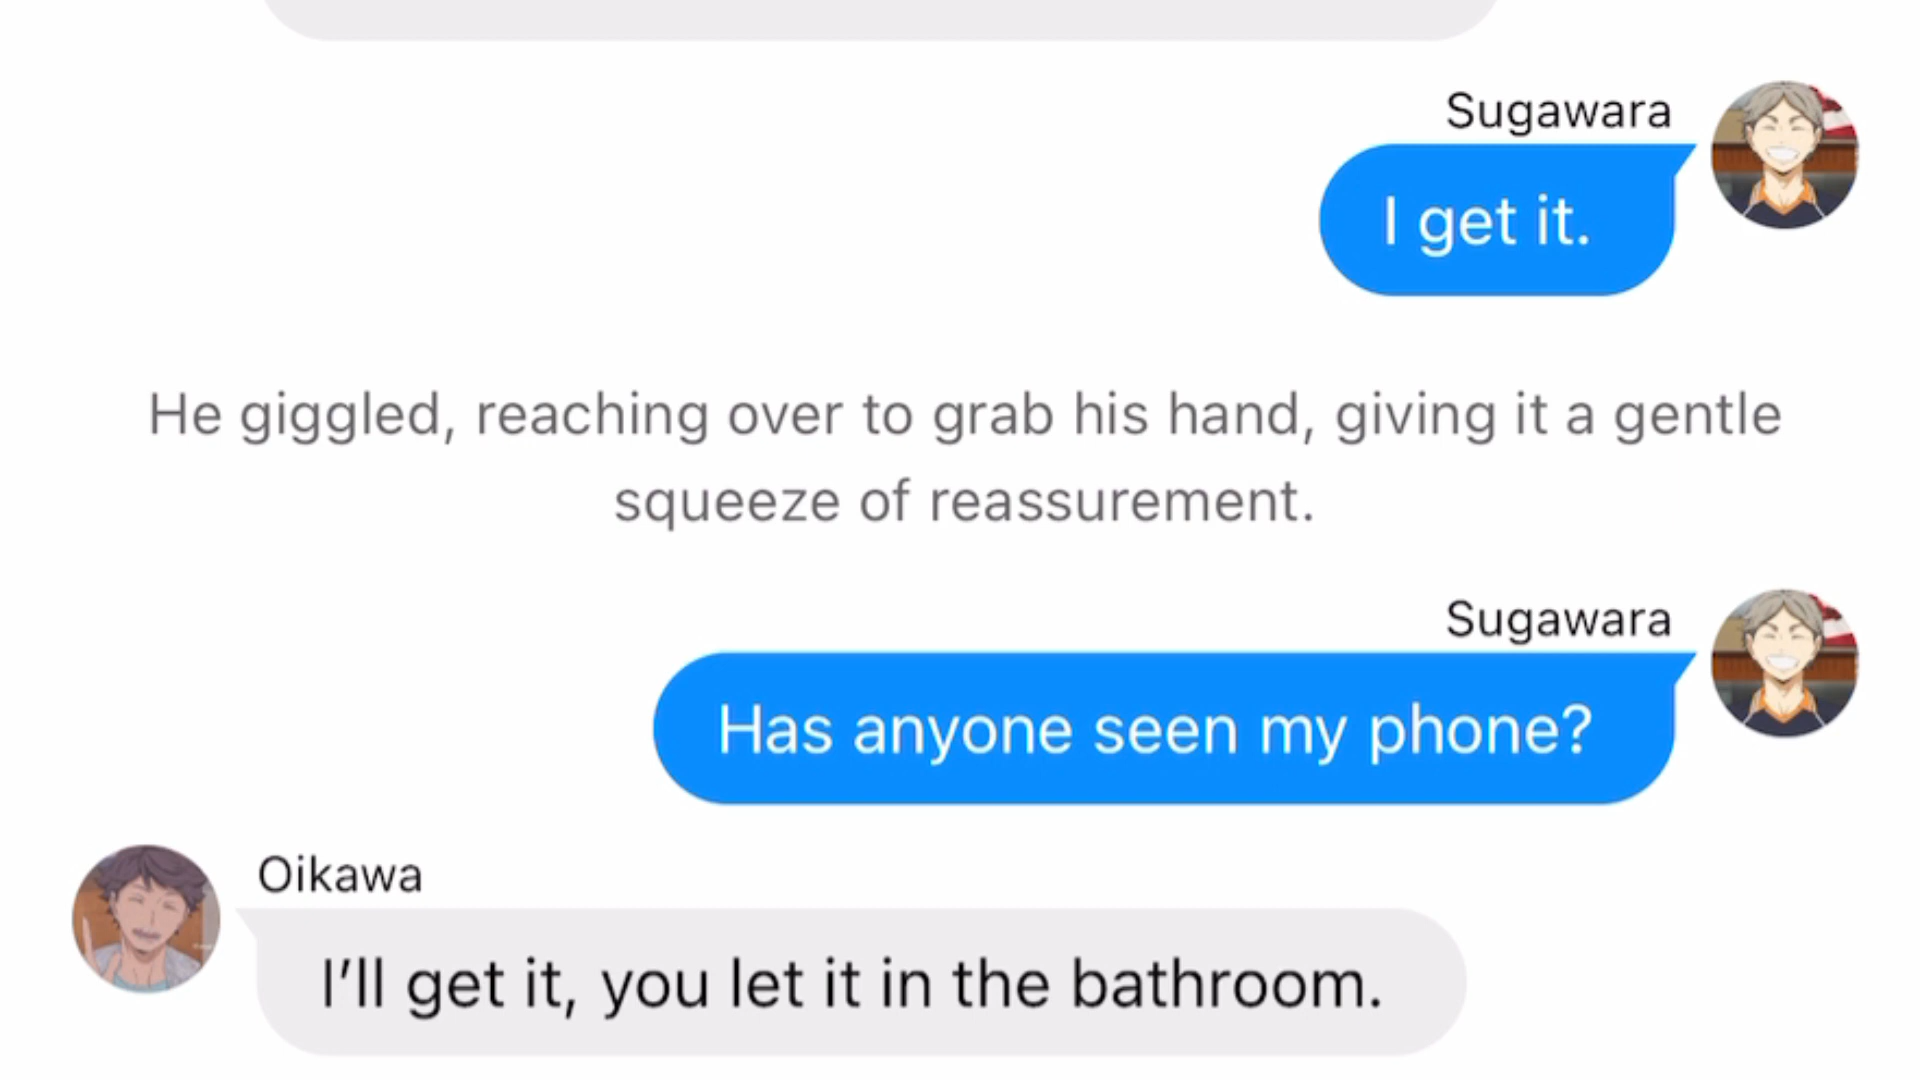 Sugawara
I get it.
He giggled, reaching over to grab his hand, giving it a gentle
squeeze of reassurement.
Sugawara
Has anyone seen my phone?
Oikawa
I’ll get it, you let it in the bathroom.